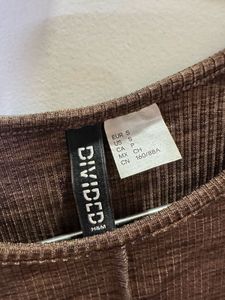 DIVIDED
H&M
EUR S
US S
CA P
MX CH
CN 160/88A